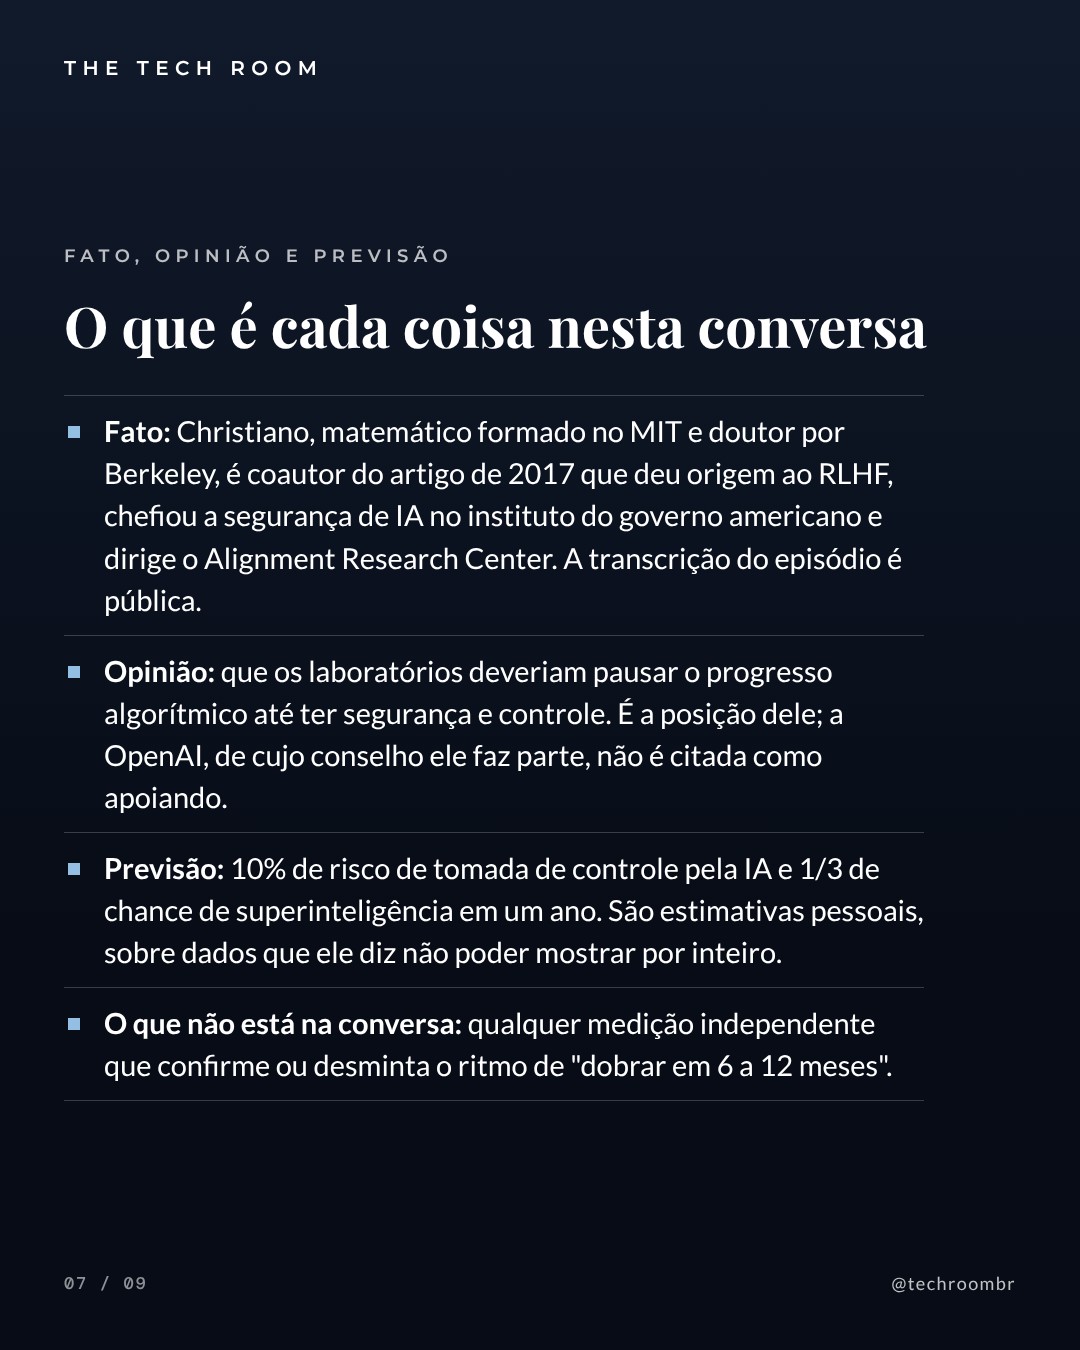 THE TECH ROOM
FATO, OPINIÃO E PREVISÃO
O que é cada coisa nesta conversa
Fato: Christiano, matemático formado no MIT e doutor por
Berkeley, é coautor do artigo de 2017 que deu origem ao RLHF,
chefiou a segurança de IA no instituto do governo americano e
dirige o Alignment Research Center. A transcrição do episódio é
pública.
Opinião: que os laboratórios deveriam pausar o progresso
algorítmico até ter segurança e controle. É a posição dele; a
OpenAI, de cujo conselho ele faz parte, não é citada como
apoiando.
Previsão: 10% de risco de tomada de controle pela IA e 1/3 de
chance de superinteligência em um ano. São estimativas pessoais,
sobre dados que ele diz não poder mostrar por inteiro.
O que não está na conversa: qualquer medição independente
que confirme ou desminta o ritmo de "dobrar em 6 a 12 meses".
07 / 09
@techroombr